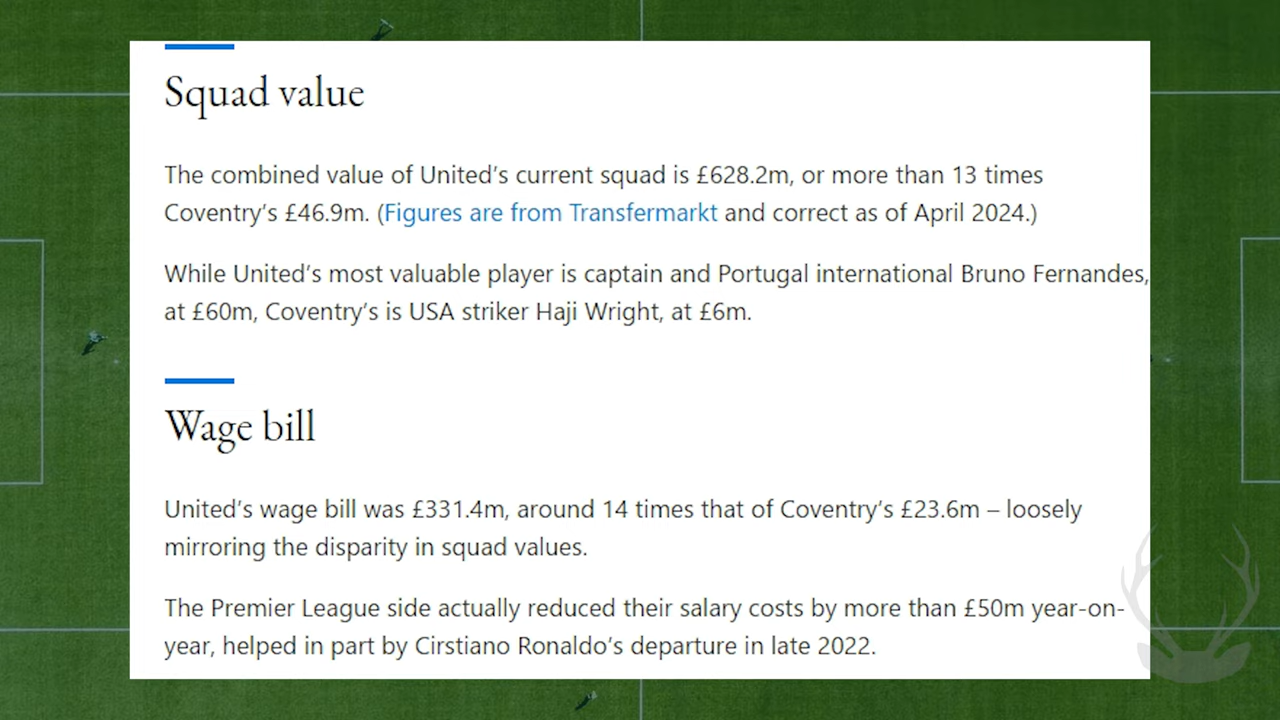 Squad value
The combined value of United’s current squad is £628.2m, or more than 13 times
Coventry’s £46.9m. (Figures are from Transfermarkt and correct as of April 2024.)
While United’s most valuable player is captain and Portugal international Bruno Fernandes,
at £60m, Coventry’s is USA striker Haji Wright, at £6m.
Wage bill
United’s wage bill was £331.4m, around 14 times that of Coventry’s £23.6m – loosely
mirroring the disparity in squad values.
The Premier League side actually reduced their salary costs by more than £50m year-on-
year, helped in part by Cirstiano Ronaldo’s departure in late 2022.